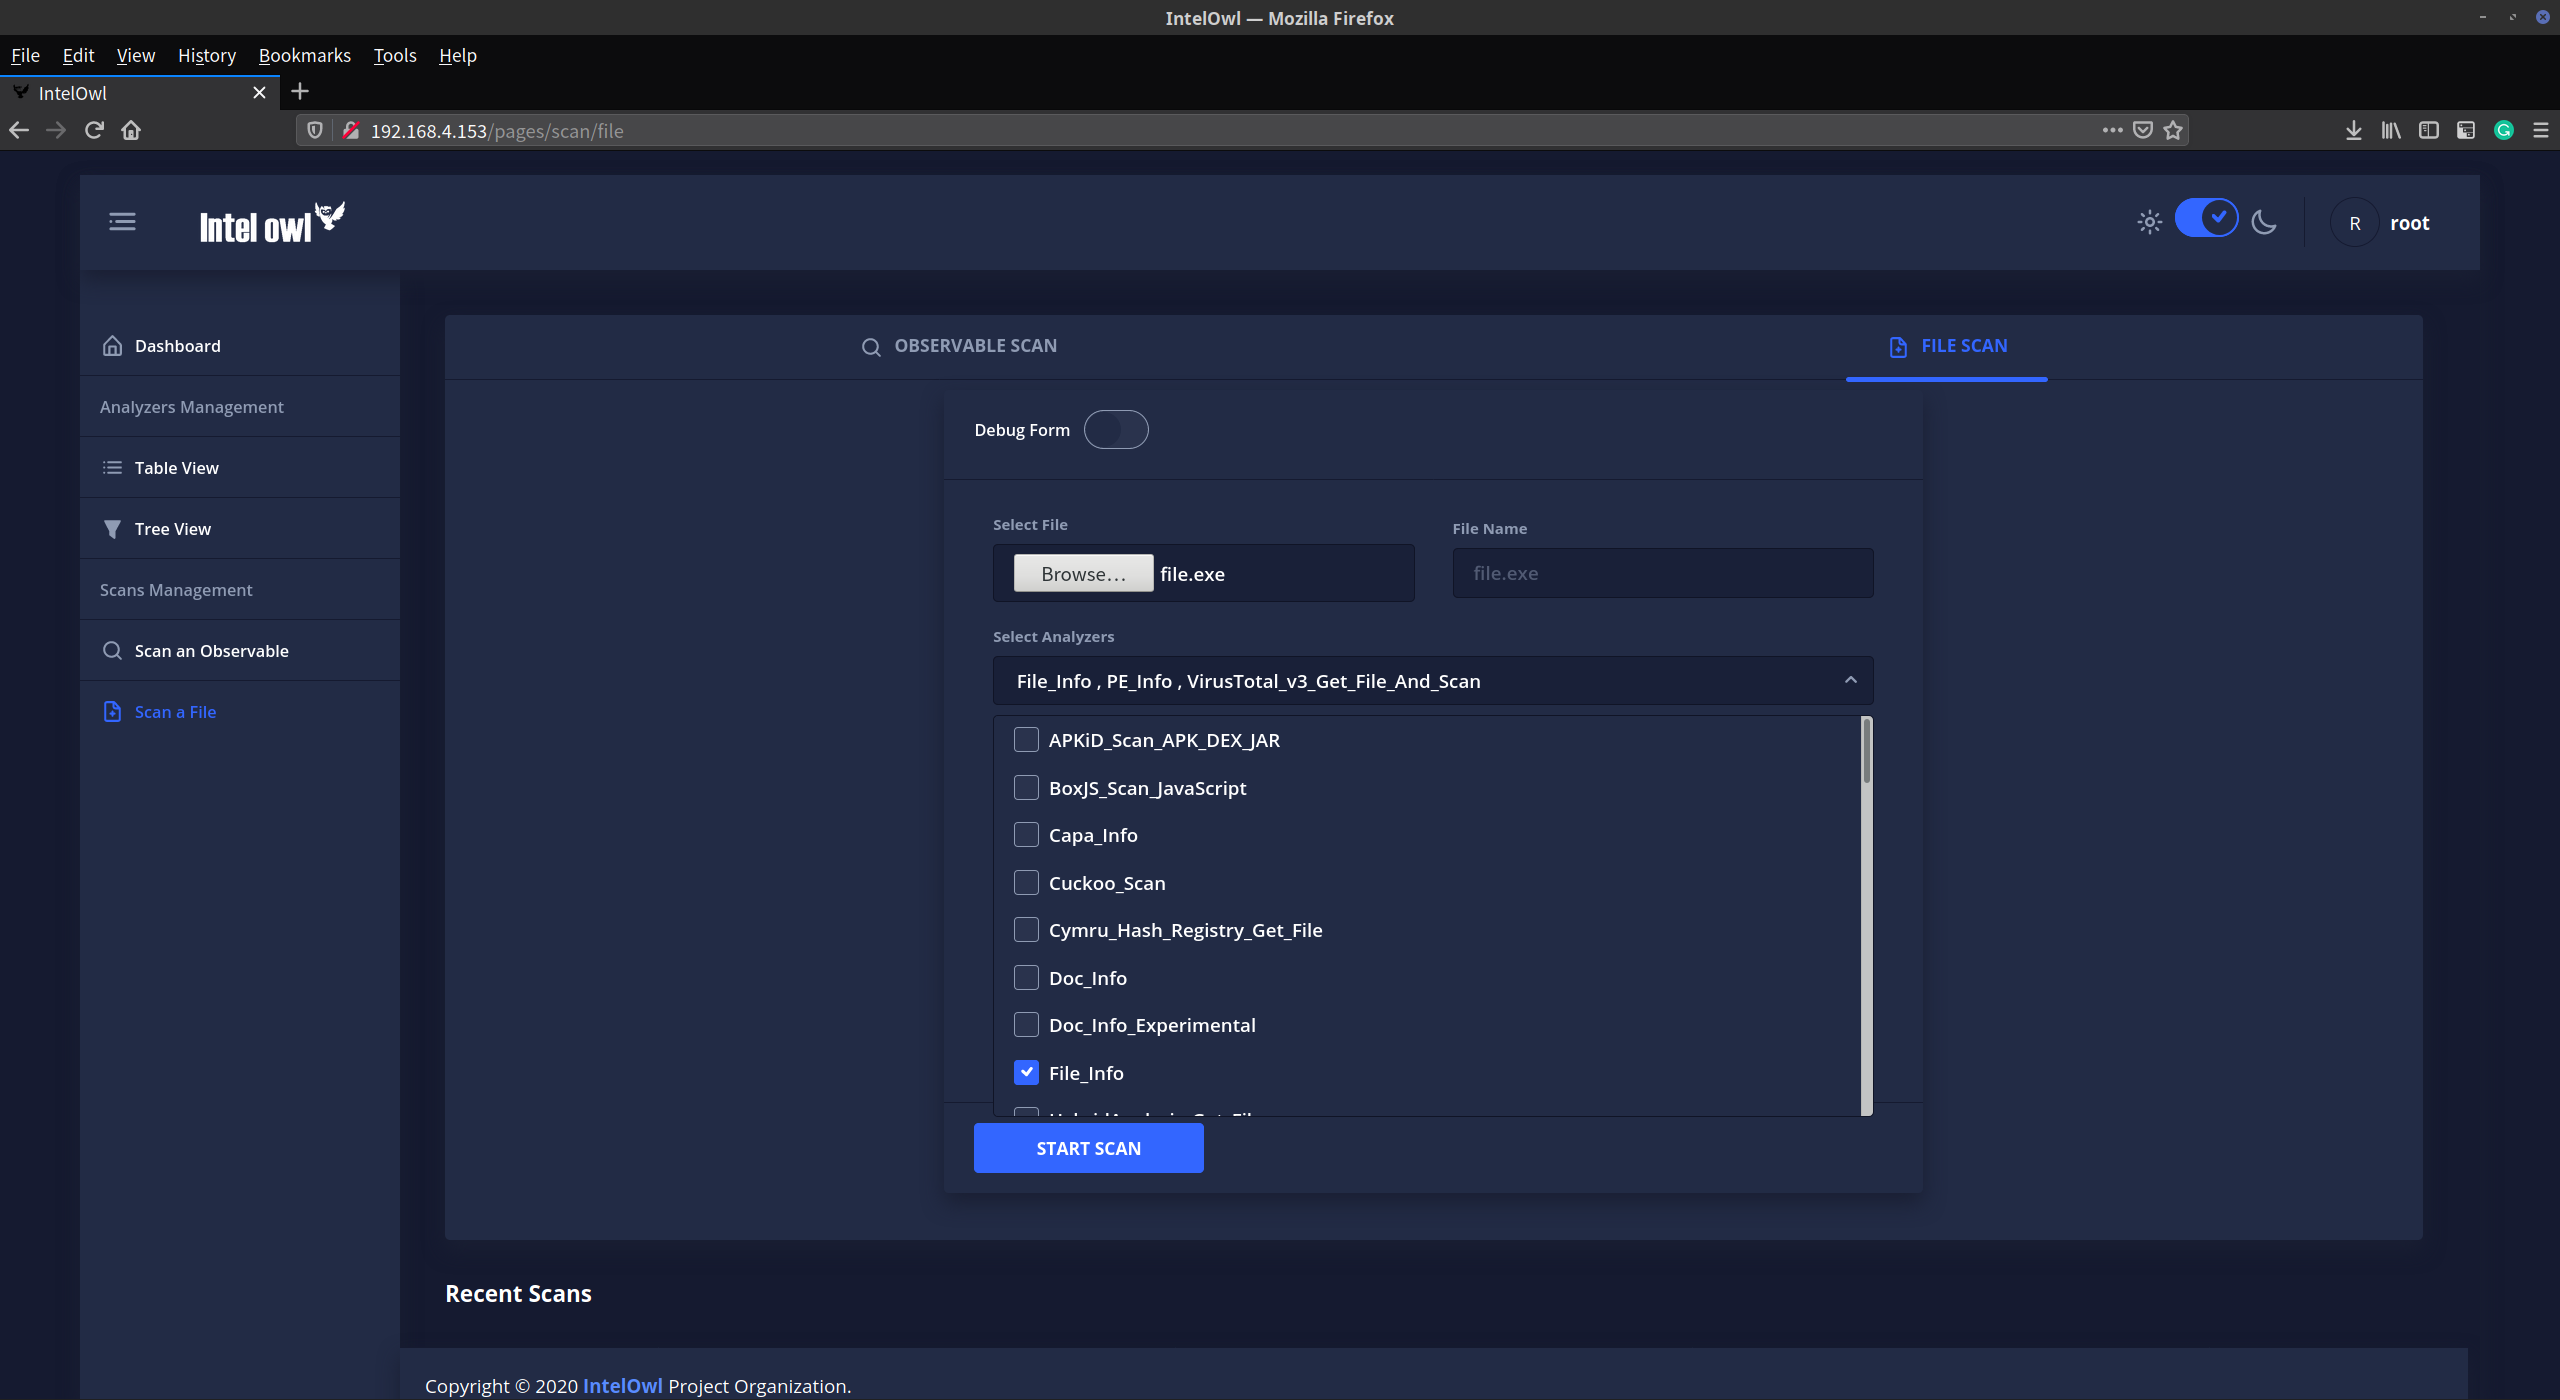 IntelOwl — Mozilla Firefox
File Edit View History Bookmarks Tools Help
IntelOwl
192.168.4.153/pages/scan/file
Intel owl
R root
Dashboard
Analyzers Management
Table View
Tree View
Scans Management
Scan an Observable
Scan a File
OBSERVABLE SCAN
FILE SCAN
Debug Form
Select File
Browse... file.exe
File Name
file.exe
Select Analyzers
File_Info , PE_Info , VirusTotal_v3_Get_File_And_Scan
APKiD_Scan_APK_DEX_JAR
BoxJS_Scan_JavaScript
Capa_Info
Cuckoo_Scan
Cymru_Hash_Registry_Get_File
Doc_Info
Doc_Info_Experimental
File_Info
START SCAN
Recent Scans
Copyright © 2020 IntelOwl Project Organization.